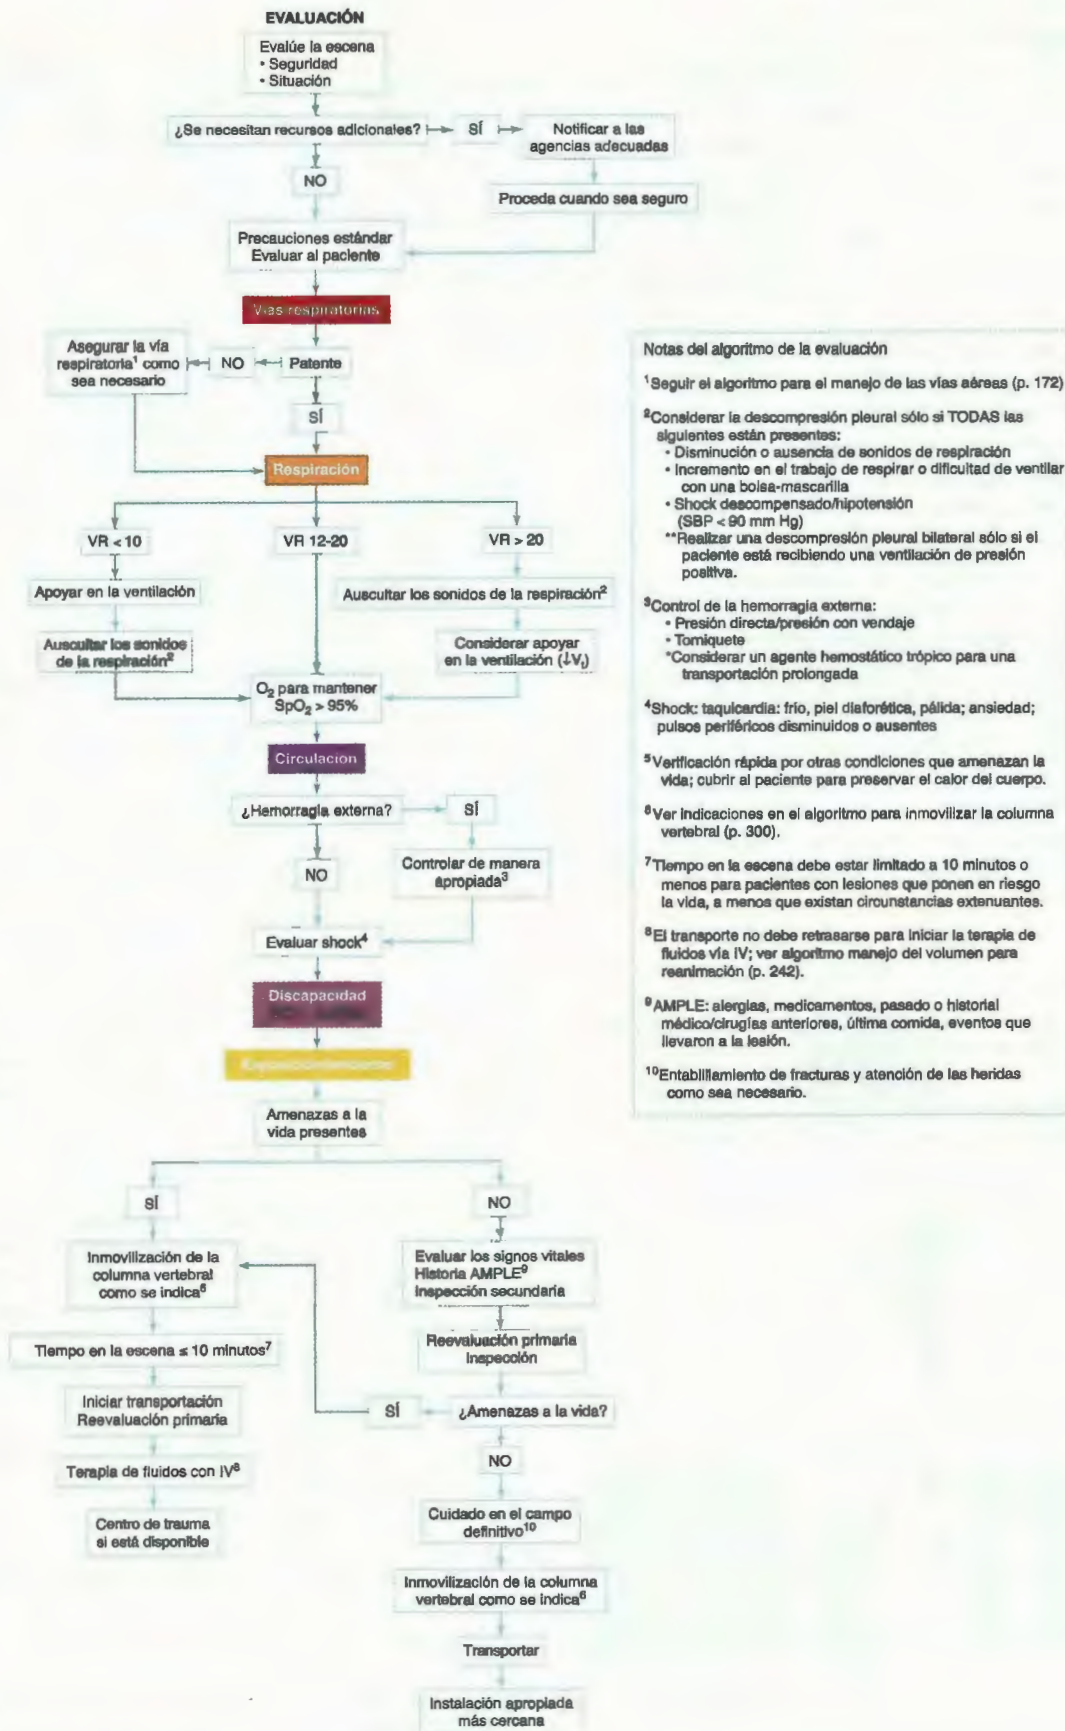 EVALUACIÓN
Evalúe la escena
• Seguridad
• Situación
¿Se necesitan recursos adicionales?
SÍ
Notificar a las
agencias adecuadas
NO
Proceda cuando sea seguro
Precauciones estándar
Evaluar al paciente
Vías respiratorias
Asegurar la vía
respiratoria¹ como
sea necesario
NO
Patente
SÍ
Respiración
VR < 10
VR 12-20
VR > 20
Apoyar en la ventilación
Auscultar los sonidos de la respiración²
Auscultar los sonidos
de la respiración²
Considerar apoyar
en la ventilación (↓Vₜ)
O₂ para mantener
SpO₂ > 95%
Circulacion
¿Hemorragia externa?
SÍ
NO
Controlar de manera
apropiada³
Evaluar shock⁴
Discapacidad
Amenazas a la
vida presentes
SÍ
NO
Inmovilización de la
columna vertebral
como se indica⁶
Evaluar los signos vitales
Historia AMPLE⁹
Inspección secundaria
Tiempo en la escena ≤ 10 minutos⁷
Reevaluación primaria
Inspección
Iniciar transportación
Reevaluación primaria
SÍ
¿Amenazas a la vida?
Terapia de fluidos con IV⁸
NO
Centro de trauma
si está disponible
Cuidado en el campo
definitivo¹⁰
Inmovilización de la columna
vertebral como se indica⁶
Transportar
Instalación apropiada
más cercana
Notas del algoritmo de la evaluación
¹Seguir el algoritmo para el manejo de las vías aéreas (p. 172)
²Considerar la descompresión pleural sólo si TODAS las
siguientes están presentes:
• Disminución o ausencia de sonidos de respiración
• Incremento en el trabajo de respirar o dificultad de ventilar
con una bolsa-mascarilla
• Shock descompensado/hipotensión
(SBP < 90 mm Hg)
**Realizar una descompresión pleural bilateral sólo si el
paciente está recibiendo una ventilación de presión
positiva.
³Control de la hemorragia externa:
• Presión directa/presión con vendaje
• Torniquete
*Considerar un agente hemostático trópico para una
transportación prolongada
⁴Shock: taquicardia: frío, piel diaforética, pálida; ansiedad;
pulsos periféricos disminuidos o ausentes
⁵Verificación rápida por otras condiciones que amenazan la
vida; cubrir al paciente para preservar el calor del cuerpo.
⁶Ver indicaciones en el algoritmo para inmovilizar la columna
vertebral (p. 300).
⁷Tiempo en la escena debe estar limitado a 10 minutos o
menos para pacientes con lesiones que ponen en riesgo
la vida, a menos que existan circunstancias extenuantes.
⁸El transporte no debe retrasarse para iniciar la terapia de
fluidos vía IV; ver algoritmo manejo del volumen para
reanimación (p. 242).
⁹AMPLE: alergias, medicamentos, pasado o historial
médico/cirugías anteriores, última comida, eventos que
llevaron a la lesión.
¹⁰Entablillamiento de fracturas y atención de las heridas
como sea necesario.